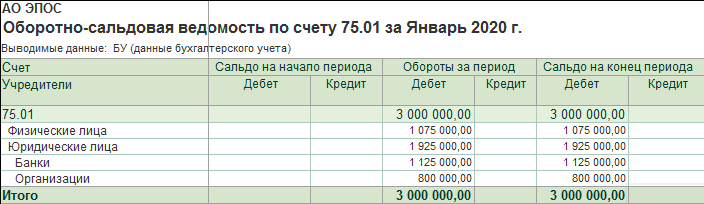 АО ЭПОС
Оборотно-сальдовая ведомость по счету 75.01 за Январь 2020 г.
Выводимые данные: БУ (данные бухгалтерского учета)
Счет Сальдо на начало периода Обороты за период Сальдо на конец периода
Учредители Дебет Кредит Дебет Кредит Дебет Кредит
75.01 3 000 000,00 3 000 000,00
Физические лица 1 075 000,00 1 075 000,00
Юридические лица 1 925 000,00 1 925 000,00
Банки 1 125 000,00 1 125 000,00
Организации 800 000,00 800 000,00
Итого 3 000 000,00 3 000 000,00